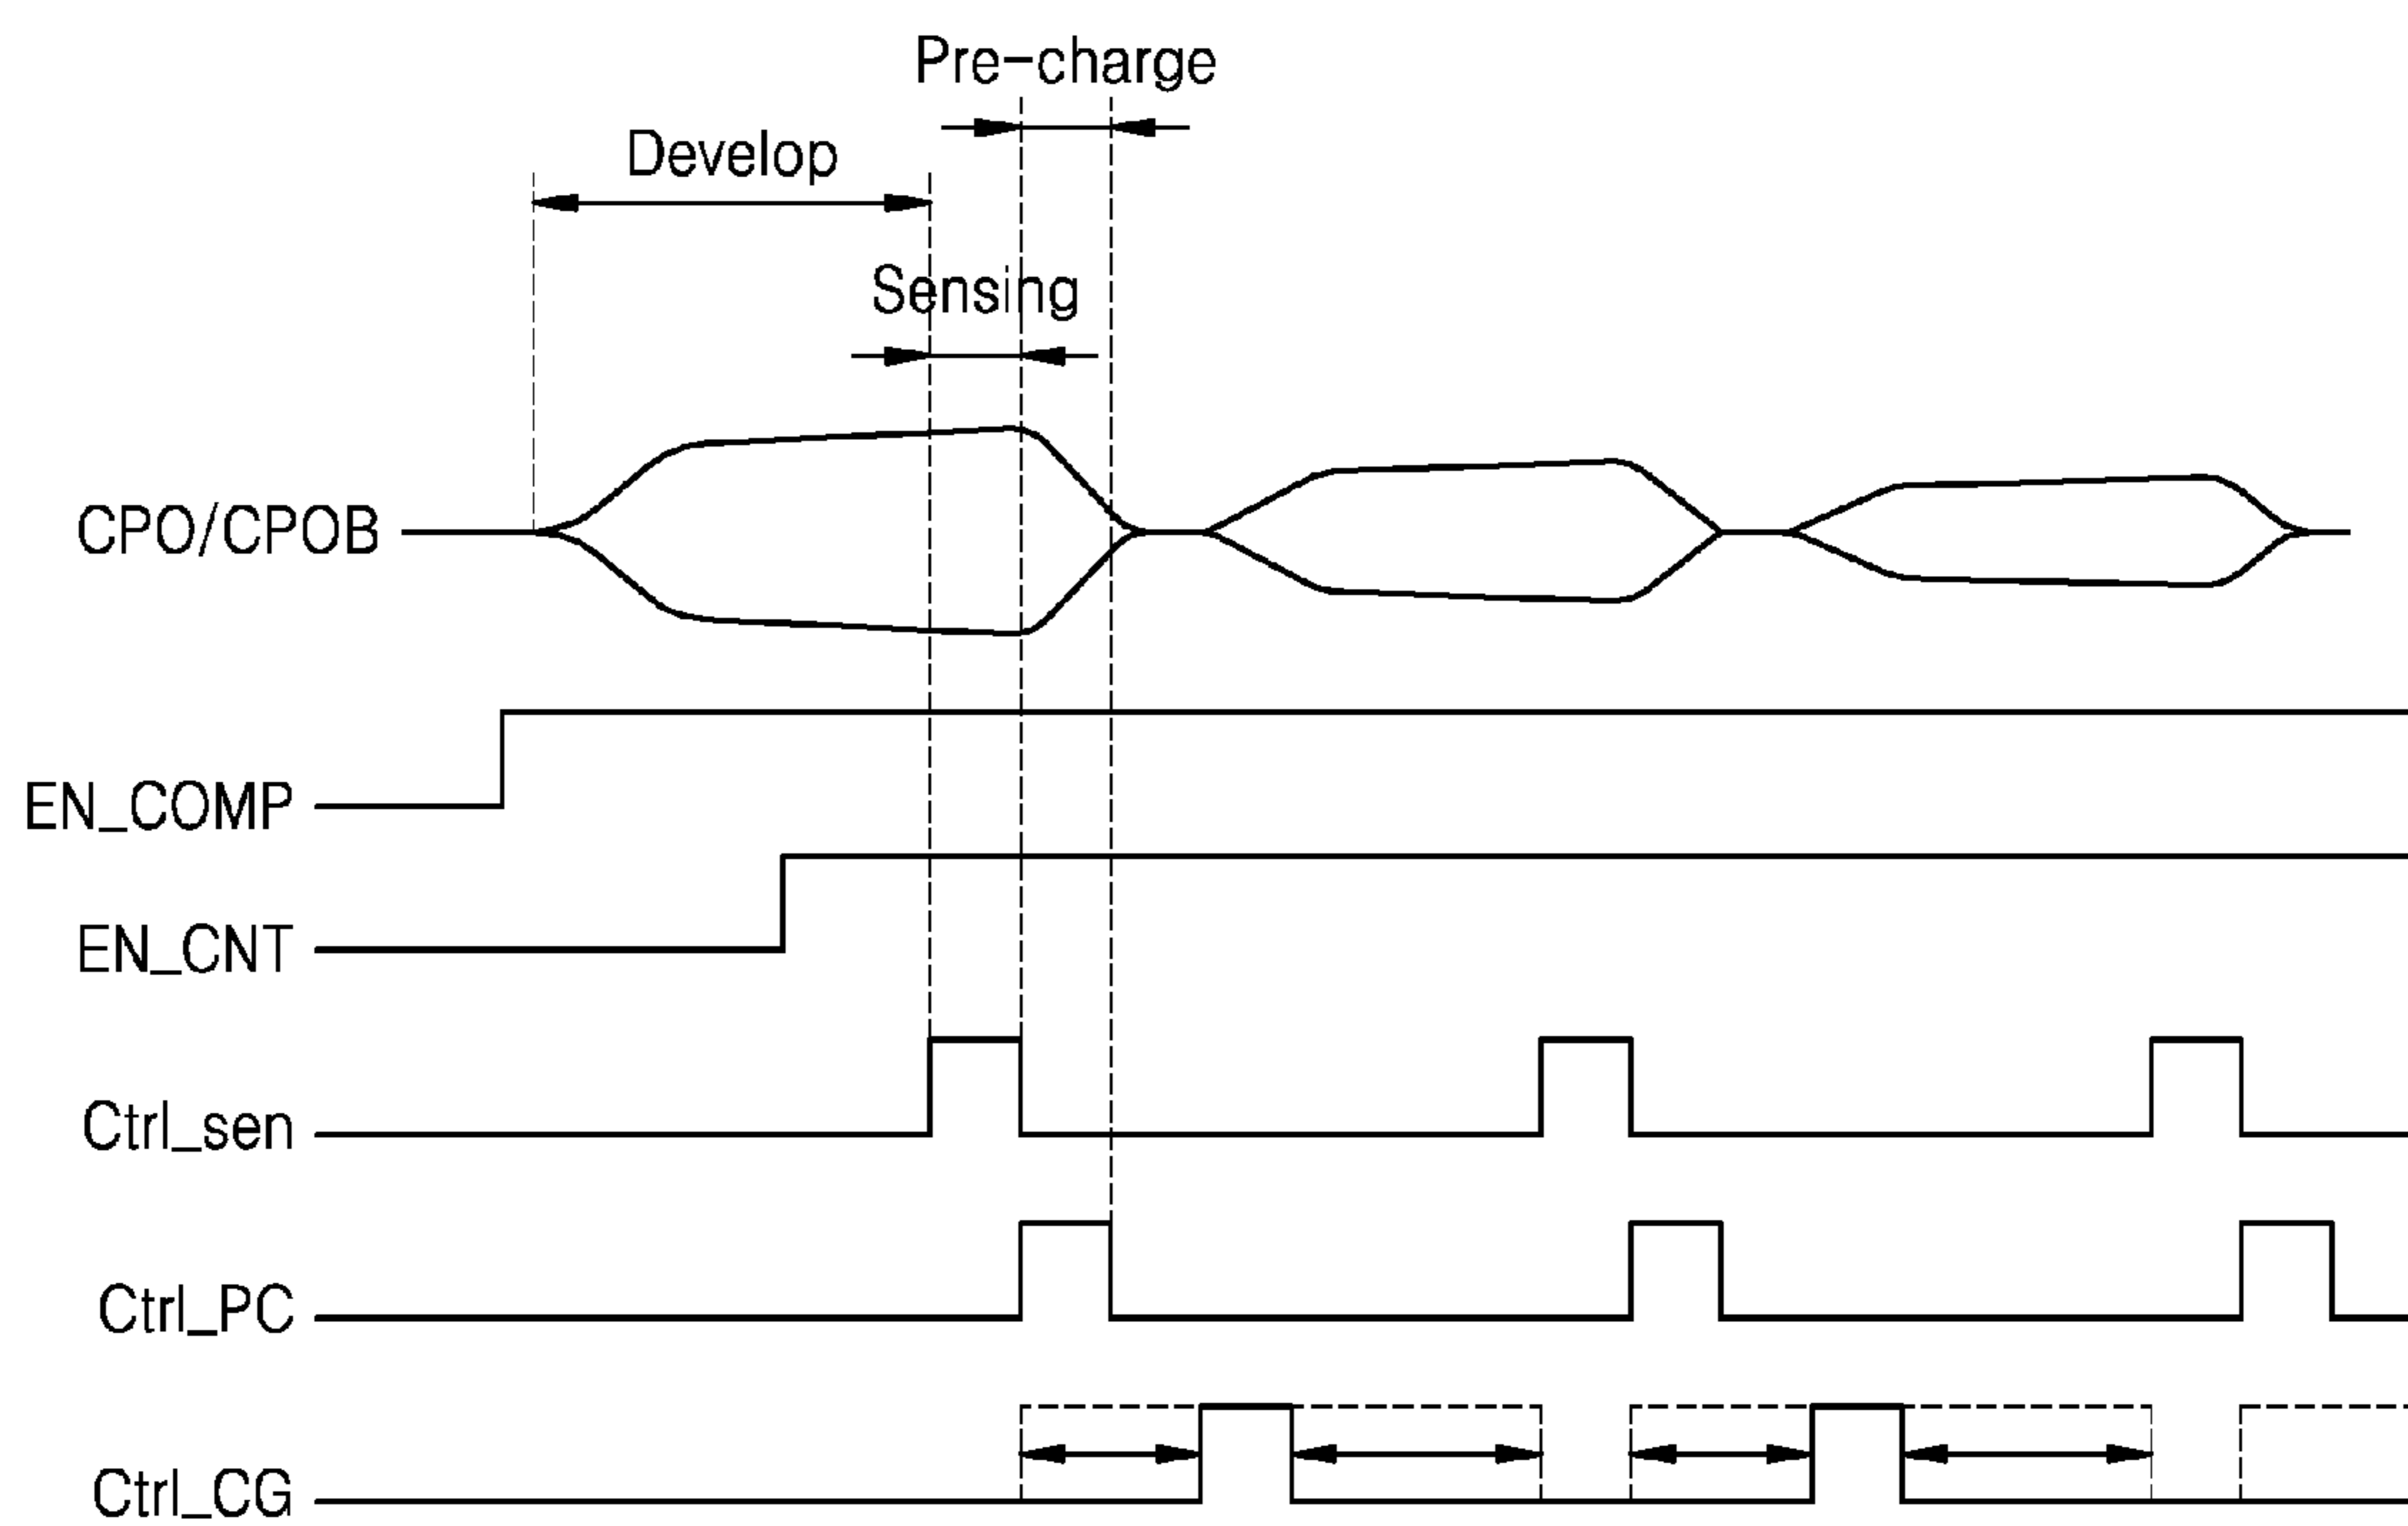 Pre-charge
Develop
Sensing
CPO/CPOB
EN_COMP
EN_CNT
Ctrl_sen
Ctrl_PC
Ctrl_CG